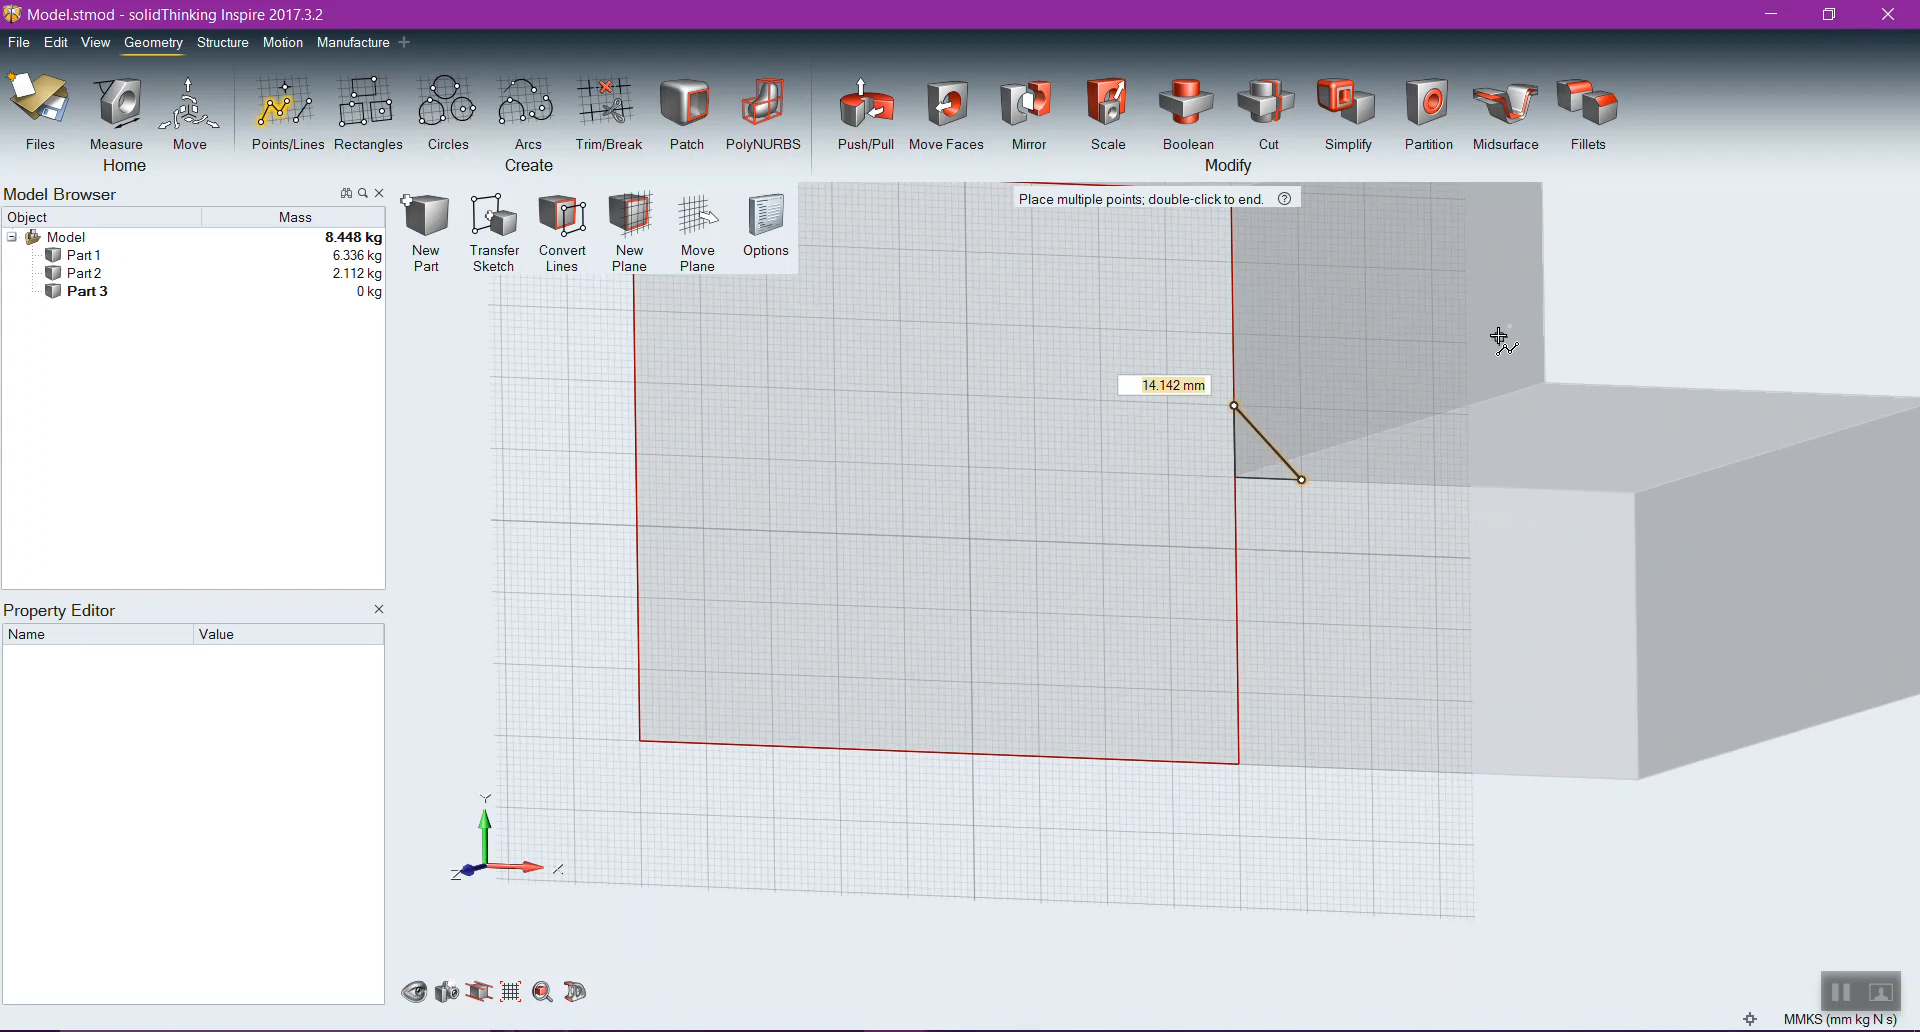 Model.stmod - solidThinking Inspire 2017.3.2
File Edit View Geometry Structure Motion Manufacture
Files Measure Move Points/Lines Rectangles Circles Arcs Trim/Break Patch PolyNURBS Push/Pull Move Faces Mirror Scale Boolean Cut Simplify Partition Midsurface Fillets
Home Create Modify
Model Browser
Object Mass
Model 8.448 kg
Part 1 6.336 kg
Part 2 2.112 kg
Part 3 0 kg
New Part
Transfer Sketch
Convert Lines
New Plane
Move Plane
Options
Place multiple points; double-click to end.
14.142 mm
Property Editor
Name Value
Y
Z
X
MMKS (mm kg N s)